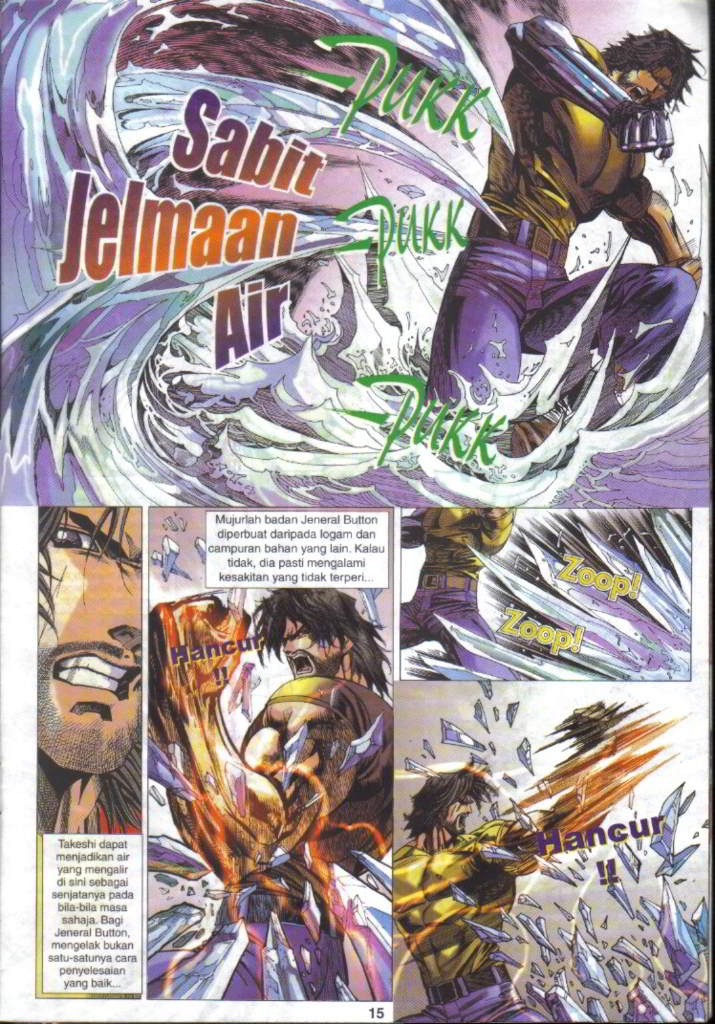 PUKK
Sabit
Jelmaan
Air
PUKK
PUKK
Mujurlah badan Jeneral Button
diperbuat daripada logam dan
campuran bahan yang lain. Kalau
tidak, dia pasti mengalami
kesakitan yang tidak terperi...
Hancur
!!
Zoop!
Zoop!
Takeshi dapat
menjadikan air
yang mengalir
di sini sebagai
senjatanya pada
bila-bila masa
sahaja. Bagi
Jeneral Button,
mengelak bukan
satu-satunya cara
penyelesaian
yang baik...
Hancur
!!
15